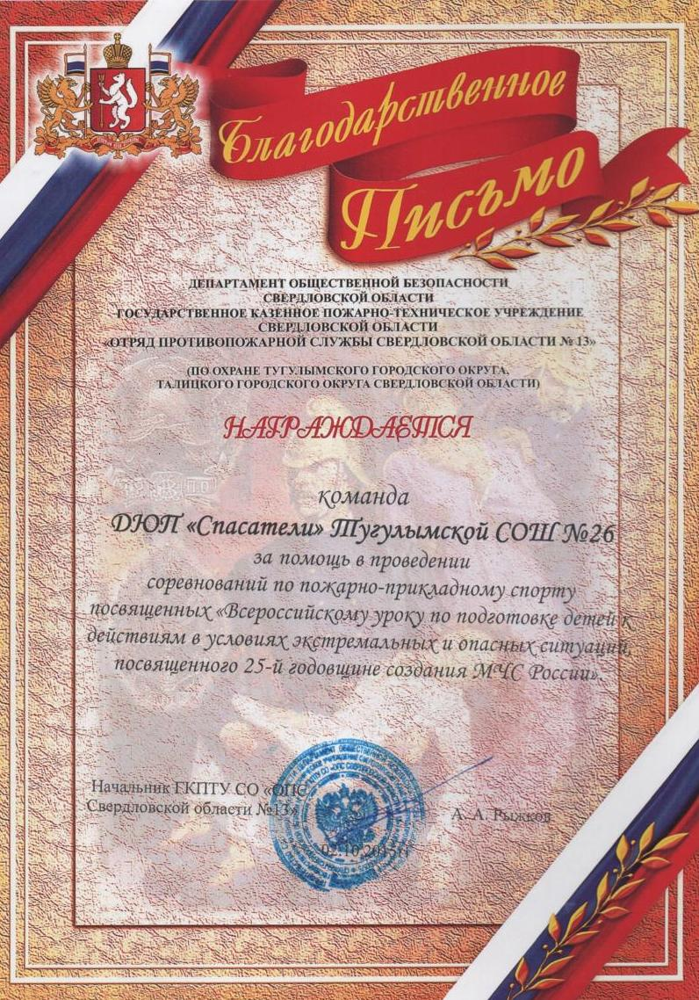 Благодарственное
Письмо
ДЕПАРТАМЕНТ ОБЩЕСТВЕННОЙ БЕЗОПАСНОСТИ
СВЕРДЛОВСКОЙ ОБЛАСТИ
ГОСУДАРСТВЕННОЕ КАЗЕННОЕ ПОЖАРНО-ТЕХНИЧЕСКОЕ УЧРЕЖДЕНИЕ
СВЕРДЛОВСКОЙ ОБЛАСТИ
«ОТРЯД ПРОТИВОПОЖАРНОЙ СЛУЖБЫ СВЕРДЛОВСКОЙ ОБЛАСТИ № 13»
(ПО ОХРАНЕ ТУГУЛЫМСКОГО ГОРОДСКОГО ОКРУГА,
ТАЛИЦКОГО ГОРОДСКОГО ОКРУГА СВЕРДЛОВСКОЙ ОБЛАСТИ)
НАГРАЖДАЕТСЯ
команда
ДЮП «Спасатели» Тугулымской СОШ №26
за помощь в проведении
соревнований по пожарно-прикладному спорту
посвященных «Всероссийскому уроку по подготовке детей к
действиям в условиях экстремальных и опасных ситуаций,
посвященного 25-й годовщине создания МЧС России».
Начальник ГКПТУ СО «ОПС
Свердловской области №13»
А. А. Рыжков
02.10.2015г